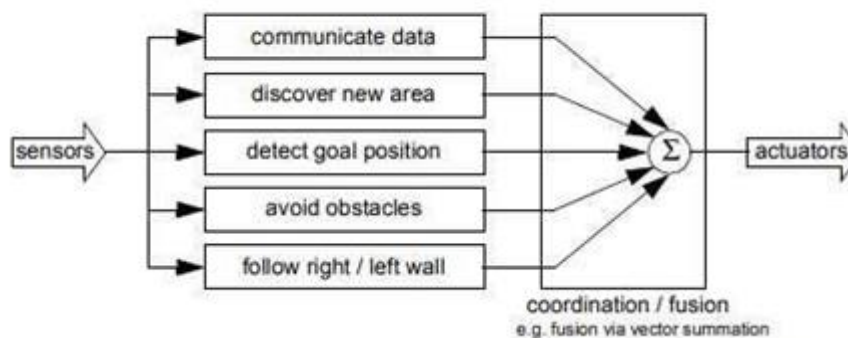 communicate data
discover new area
sensors
detect goal position
Σ
actuators
avoid obstacles
follow right / left wall
coordination / fusion
e.g. fusion via vector summation